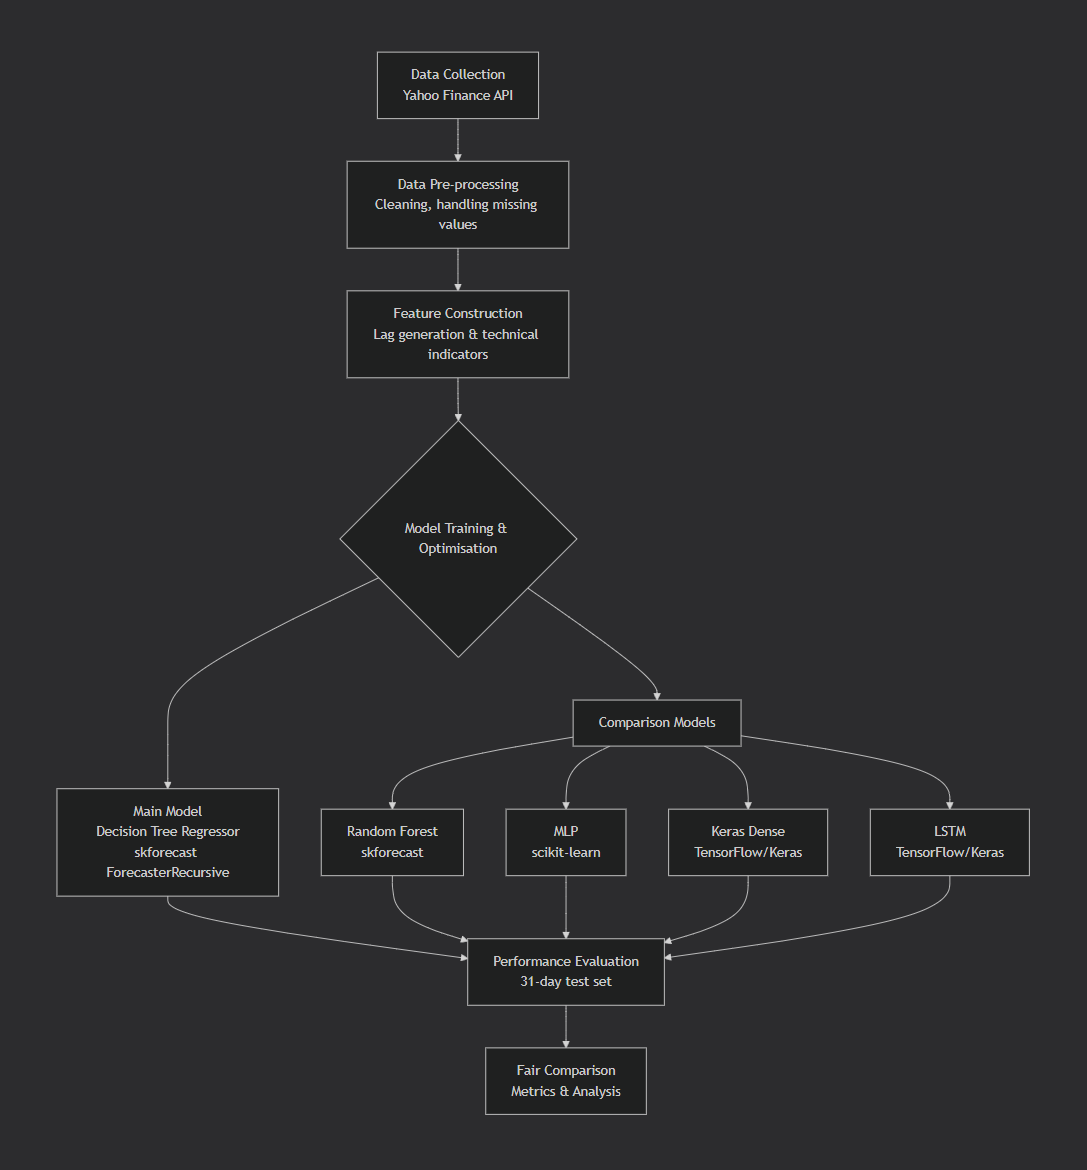 Data Collection
Yahoo Finance API
Data Pre-processing
Cleaning, handling missing
values
Feature Construction
Lag generation & technical
indicators
Model Training &
Optimisation
Comparison Models
Main Model
Decision Tree Regressor
skforecast
ForecasterRecursive
Random Forest
skforecast
MLP
scikit-learn
Keras Dense
TensorFlow/Keras
LSTM
TensorFlow/Keras
Performance Evaluation
31-day test set
Fair Comparison
Metrics & Analysis